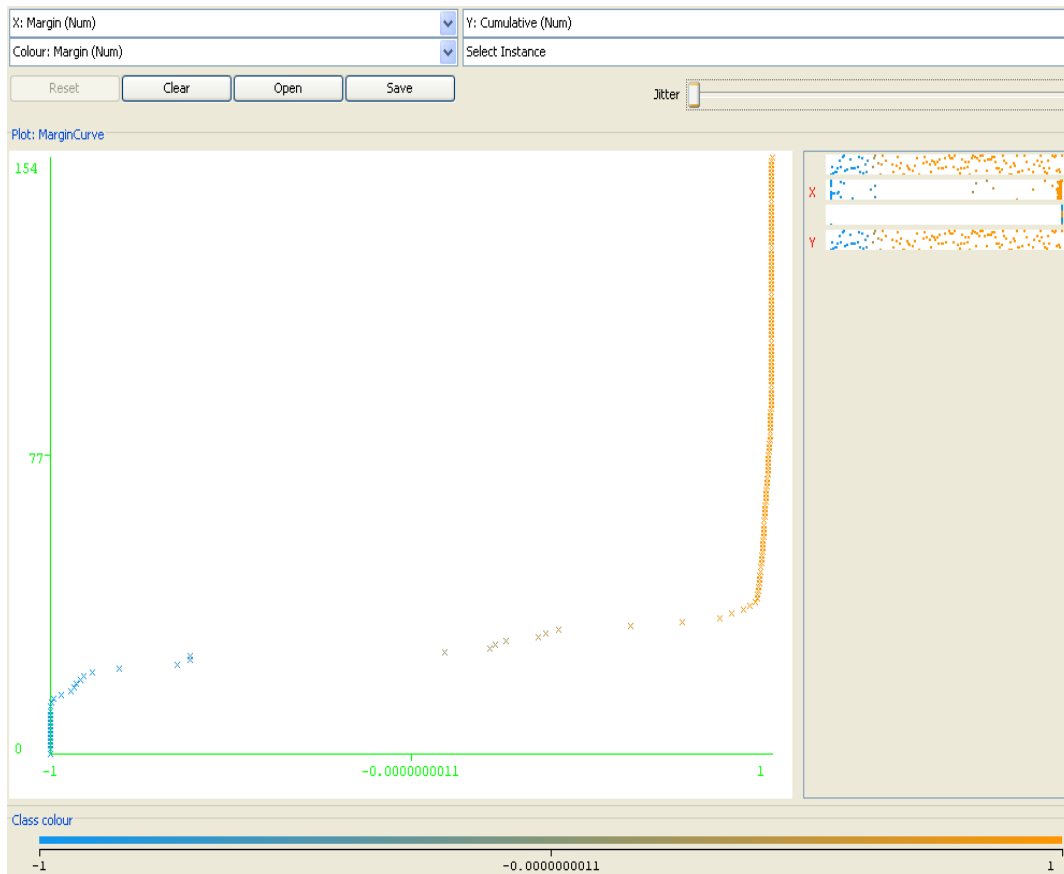 X: Margin (Num) Y: Cumulative (Num)
Colour: Margin (Num) Select Instance
Reset Clear Open Save Jitter
Plot: MarginCurve
154
X
Y
77
0
-1 -0.0000000011 1
Class colour
-1 -0.0000000011 1